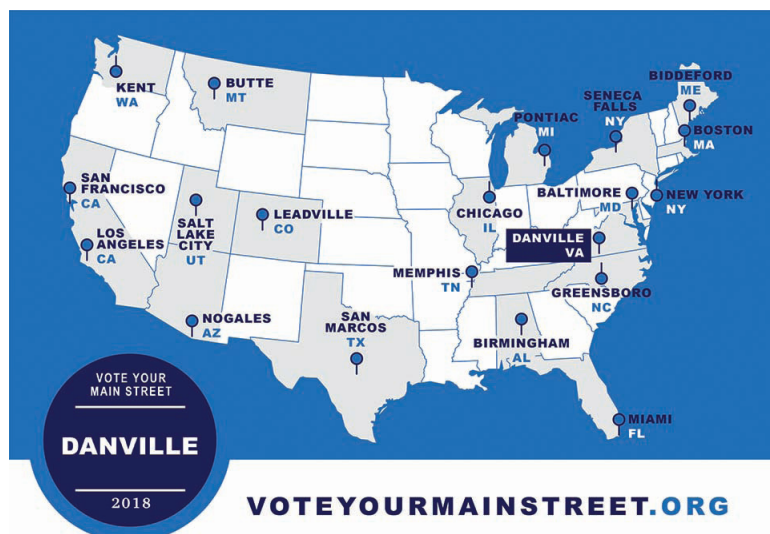 KENT
WA
BUTTE
MT
BIDDEFORD
ME
SENECA
FALLS
NY
PONTIAC
MI
BOSTON
MA
SAN
FRANCISCO
CA
LOS
ANGELES
CA
SALT
LAKE
CITY
UT
LEADVILLE
CO
CHICAGO
IL
BALTIMORE
MD
NEW YORK
NY
DANVILLE
VA
MEMPHIS
TN
GREENSBORO
NC
NOGALES
AZ
SAN
MARCOS
TX
BIRMINGHAM
AL
MIAMI
FL
VOTE YOUR
MAIN STREET
DANVILLE
2018
VOTEYOURMAINSTREET.ORG